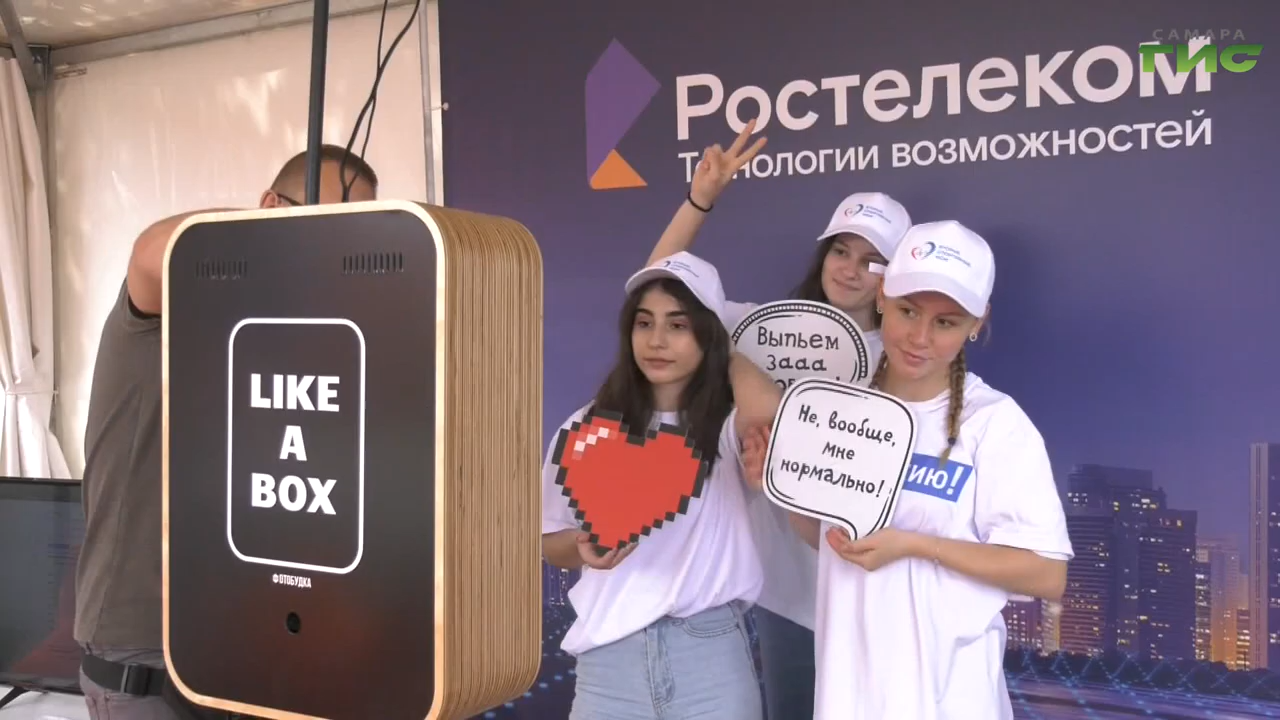 САМАРА
ГИС
Ростелеком
Технологии возможностей
LIKE
A
BOX
ФОТОБУДКА
Выпьем
зааа
Не, вообще,
мне
нормально!
ию!